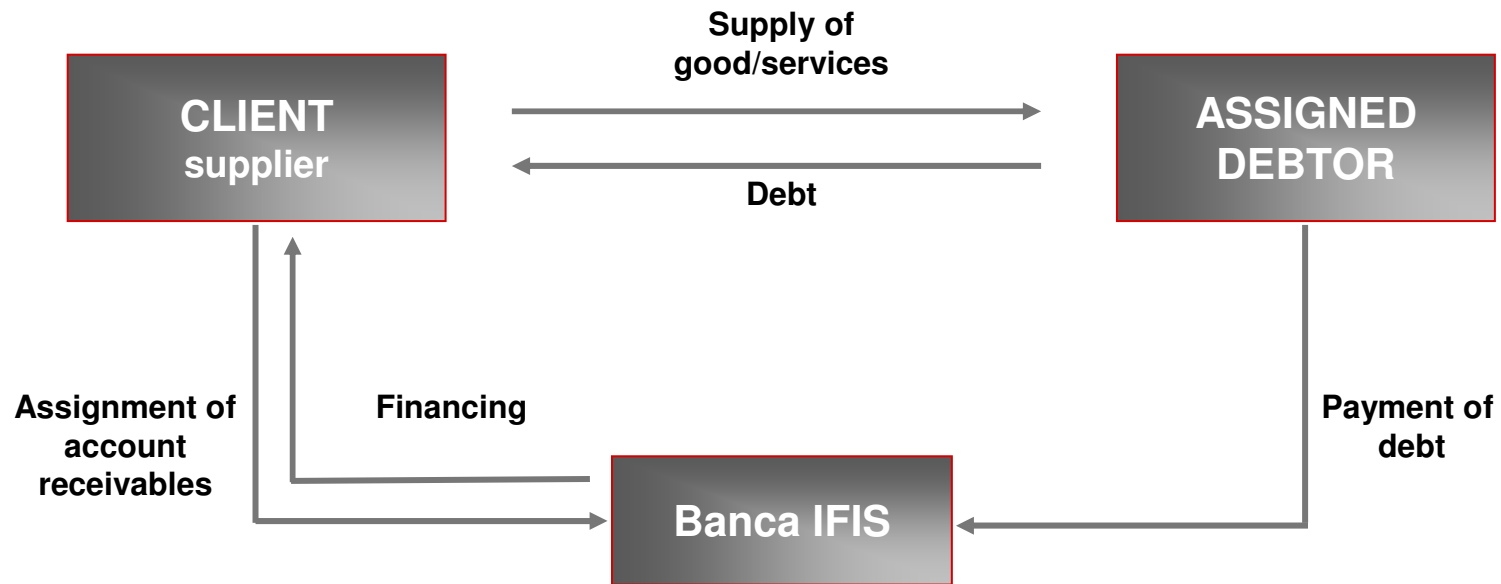 Supply of
good/services
CLIENT
supplier
ASSIGNED
DEBTOR
Debt
Assignment of
account
receivables
Financing
Payment of
debt
Banca IFIS